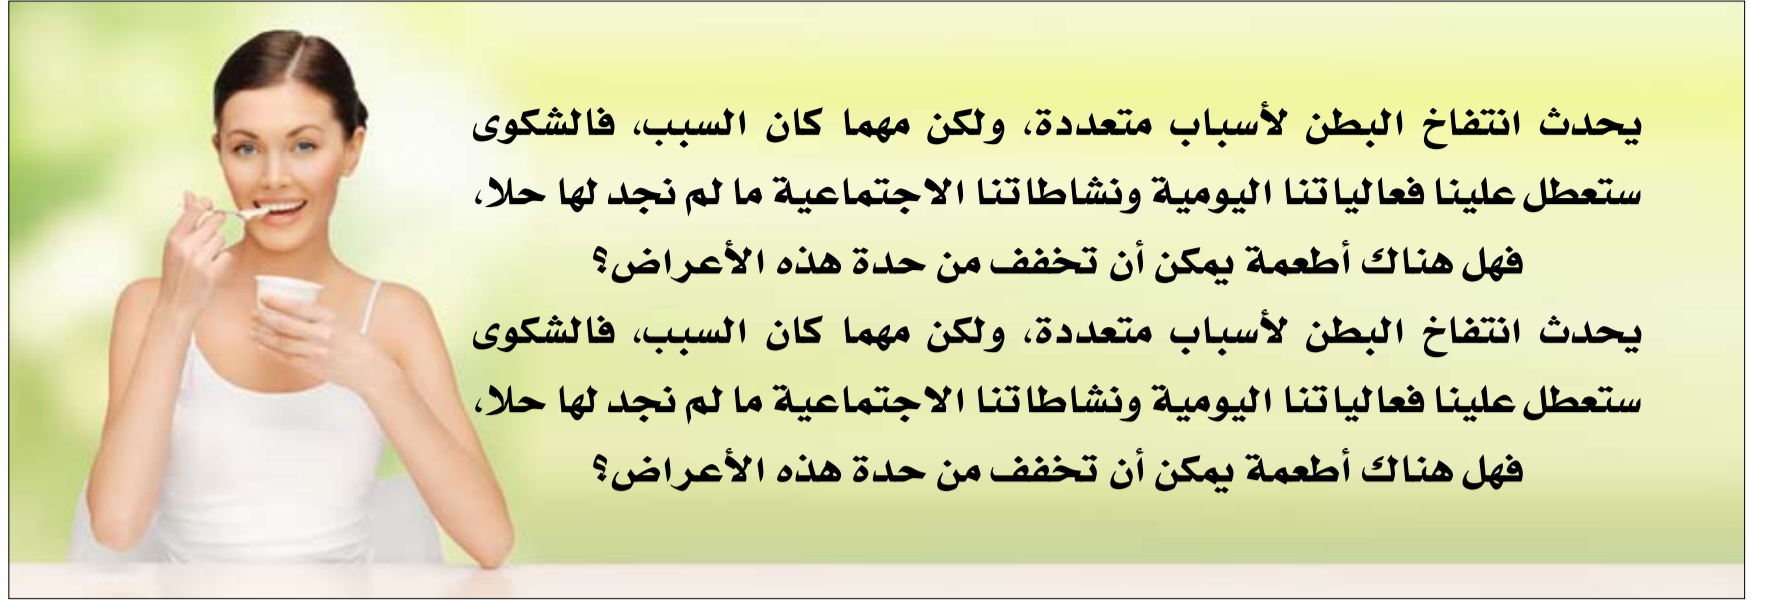 يحدث انتفاخ البطن لأسباب متعددة، ولكن مهما كان السبب، فالشكوى
ستعطل علينا فعالياتنا اليومية ونشاطاتنا الاجتماعية ما لم نجد لها حلا،
فهل هناك أطعمة يمكن أن تخفف من حدة هذه الأعراض؟
يحدث انتفاخ البطن لأسباب متعددة، ولكن مهما كان السبب، فالشكوى
ستعطل علينا فعالياتنا اليومية ونشاطاتنا الاجتماعية ما لم نجد لها حلا،
فهل هناك أطعمة يمكن أن تخفف من حدة هذه الأعراض؟